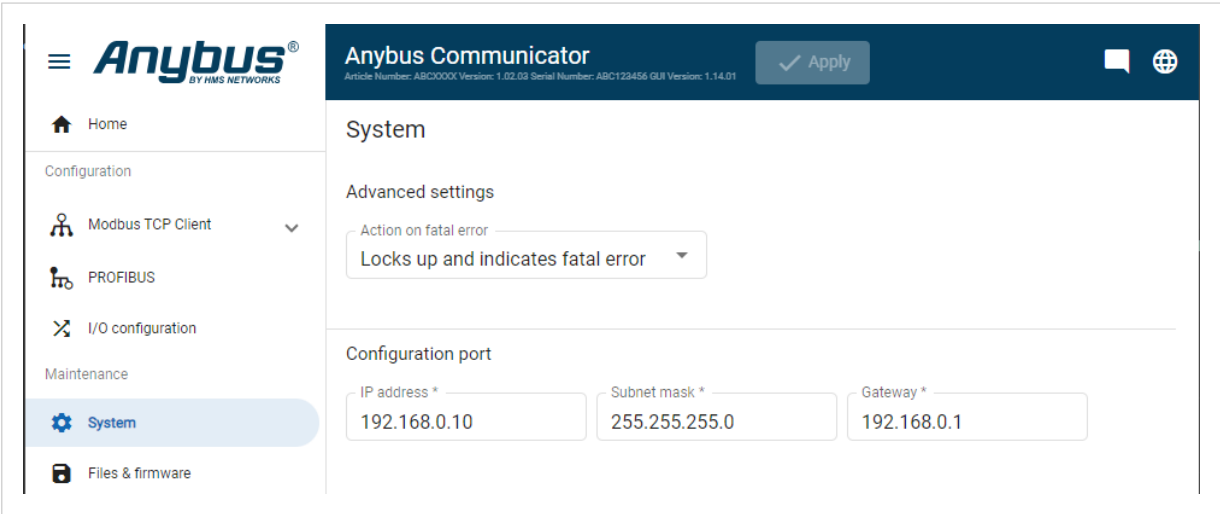 Anybus®
BY HMS NETWORKS
Home
Configuration
Modbus TCP Client
PROFIBUS
I/O configuration
Maintenance
System
Files & firmware
Anybus Communicator
Article Number: ABCXXXX Version: 1.02.03 Serial Number: ABC123456 GUI Version: 1.14.01
Apply
System
Advanced settings
Action on fatal error
Locks up and indicates fatal error
Configuration port
IP address * Subnet mask * Gateway *
192.168.0.10 255.255.255.0 192.168.0.1